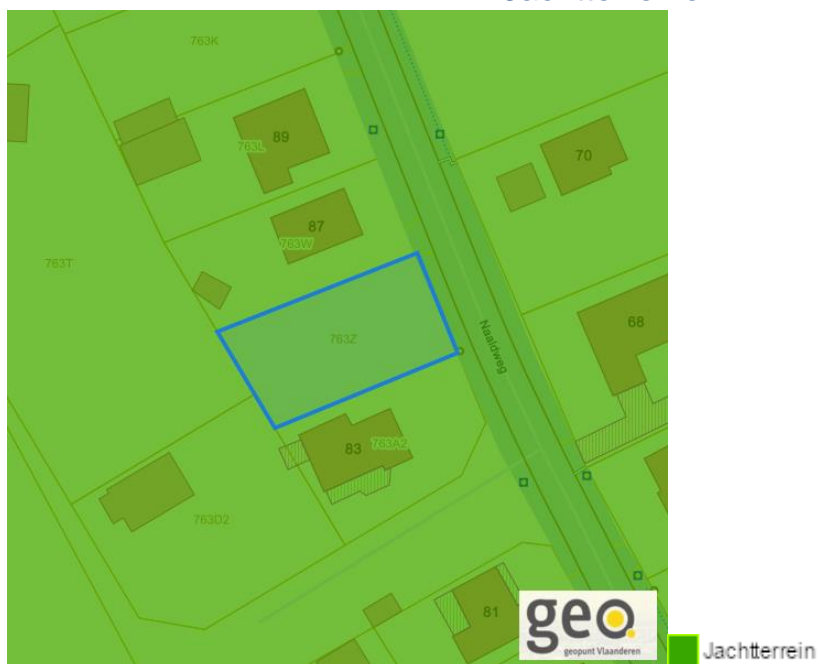 763K
89
763L
70
87
763W
763T
68
763Z
Naaldweg
83
763A2
763D2
81
geo
geopunt Vlaanderen
Jachtterrein